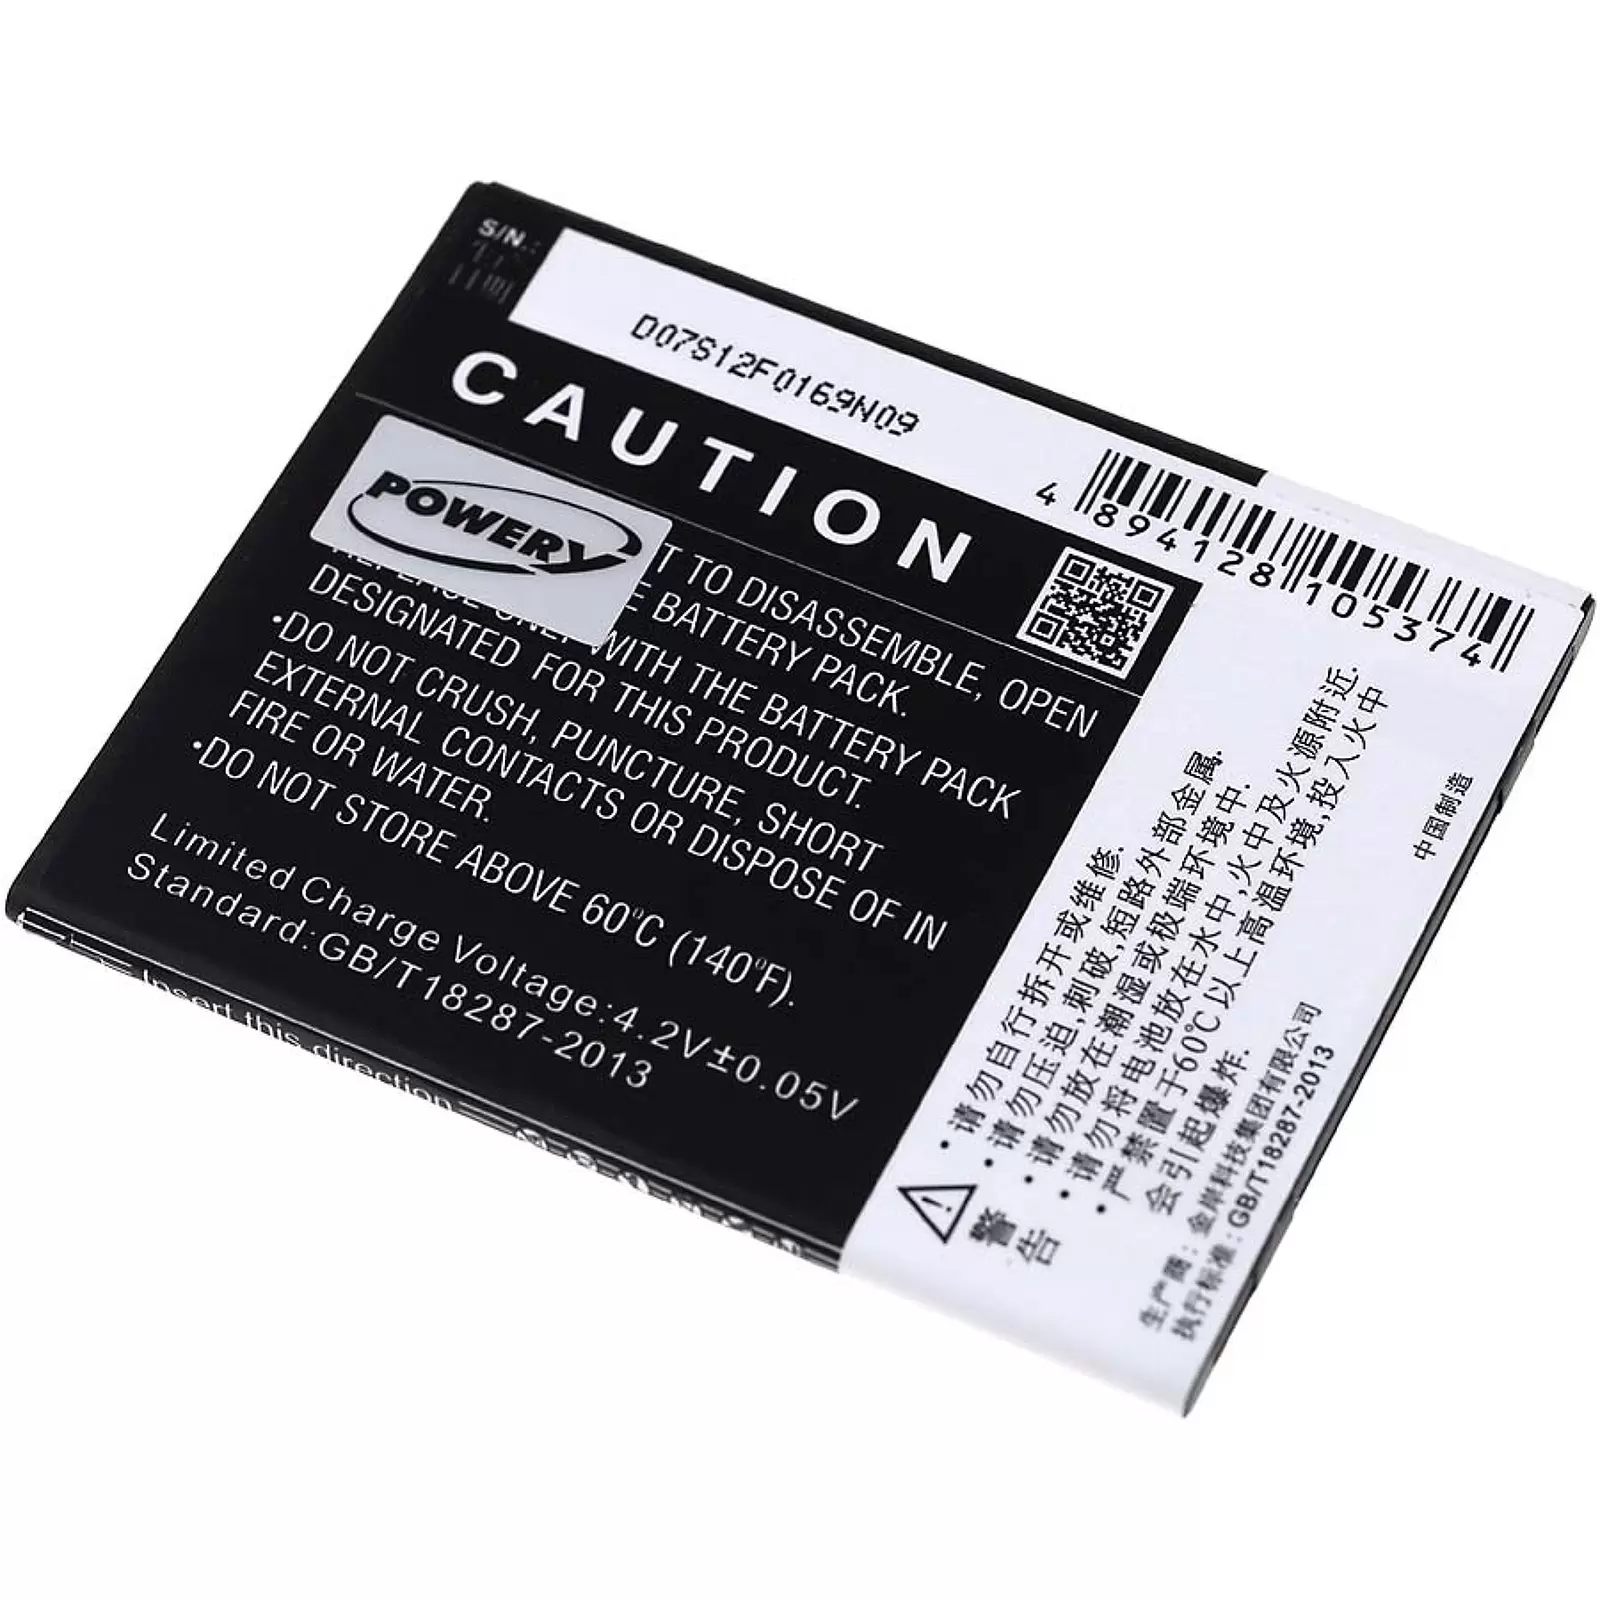 S/N.:
D07S12F0169N09
4 894128 105374
CAUTION
POWERY
T TO DISASSEMBLE, OPEN
E BATTERY PACK.
WITH THE BATTERY PACK
DESIGNATED FOR THIS PRODUCT.
•DO NOT CRUSH, PUNCTURE, SHORT
EXTERNAL CONTACTS OR DISPOSE OF IN
FIRE OR WATER.
•DO NOT STORE ABOVE 60°C (140°F).
Limited Charge Voltage:4.2V±0.05V
Standard:GB/T18287-2013
Insert this direction
警告
•请勿自行拆开或维修.
•请勿压迫,刺破,短路外部金属.
•请勿放在潮湿或极端环境中.
•请勿将电池放在水中,火中及火源附近.
•严禁置于60℃以上高温环境,投入火中
会引起爆炸.
生产商：金岸科技集团有限公司
执行标准：GB/T18287-2013
中国制造